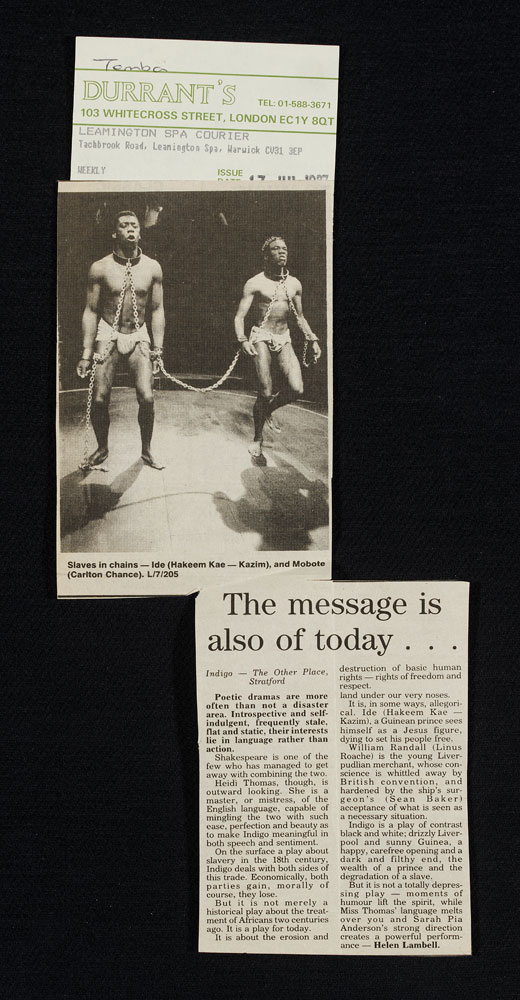 Temba
DURRANT'S
TEL: 01-588-3671
103 WHITECROSS STREET, LONDON EC1Y 8QT
LEAMINGTON SPA COURIER
Tachbrook Road, Leamington Spa, Warwick CV31 3EP
WEEKLY
ISSUE
DATE 17 JUL 1987
Slaves in chains — Ide (Hakeem Kae — Kazim), and Mobote
(Carlton Chance). L/7/205
The message is
also of today . . .
Indigo — The Other Place,
Stratford
Poetic dramas are more
often than not a disaster
area. Introspective and self-
indulgent, frequently stale,
flat and static, their interests
lie in language rather than
action.
Shakespeare is one of the
few who has managed to get
away with combining the two.
Heidi Thomas, though, is
outward looking. She is a
master, or mistress, of the
English language, capable of
mingling the two with such
ease, perfection and beauty as
to make Indigo meaningful in
both speech and sentiment.
On the surface a play about
slavery in the 18th century,
Indigo deals with both sides of
this trade. Economically, both
parties gain, morally of
course, they lose.
But it is not merely a
historical play about the treat-
ment of Africans two centuries
ago. It is a play for today.
It is about the erosion and
destruction of basic human
rights — rights of freedom and
respect.
land under our very noses.
It is, in some ways, allegori-
cal. Ide (Hakeem Kae —
Kazim), a Guinean prince sees
himself as a Jesus figure,
dying to set his people free.
William Randall (Linus
Roache) is the young Liver-
pudlian merchant, whose con-
science is whittled away by
British convention, and
hardened by the ship's sur-
geon's (Sean Baker)
acceptance of what is seen as
a necessary situation.
Indigo is a play of contrast
black and white; drizzly Liver-
pool and sunny Guinea, a
happy, carefree opening and a
dark and filthy end, the
wealth of a prince and the
degradation of a slave.
But it is not a totally depres-
sing play — moments of
humour lift the spirit, while
Miss Thomas' language melts
over you and Sarah Pia
Anderson's strong direction
creates a powerful perform-
ance — Helen Lambell.